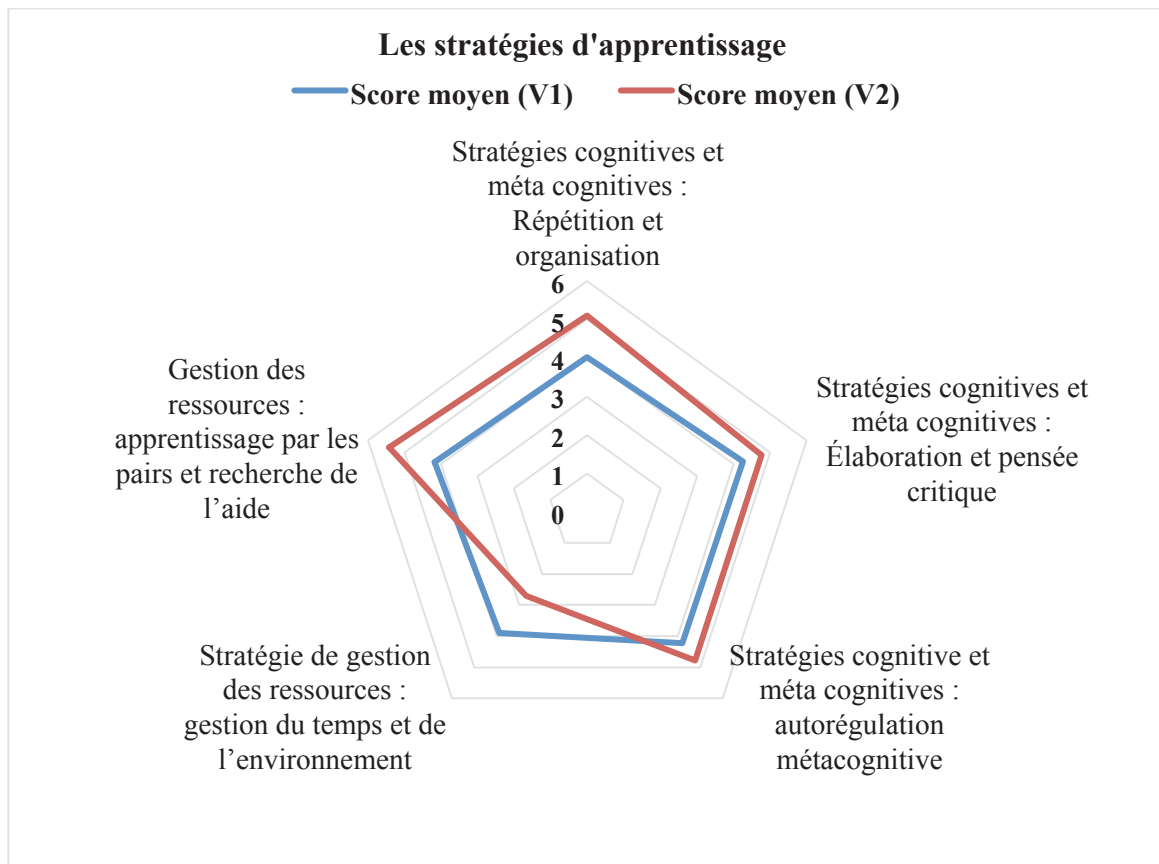 Les stratégies d'apprentissage
Score moyen (V1) Score moyen (V2)
Stratégies cognitives et
méta cognitives :
Répétition et
organisation
6
5
4
3
2
1
0
Stratégies cognitives et
méta cognitives :
Élaboration et pensée
critique
Stratégies cognitive et
méta cognitives :
autorégulation
métacognitive
Stratégie de gestion
des ressources :
gestion du temps et de
l’environnement
Gestion des
ressources :
apprentissage par les
pairs et recherche de
l’aide